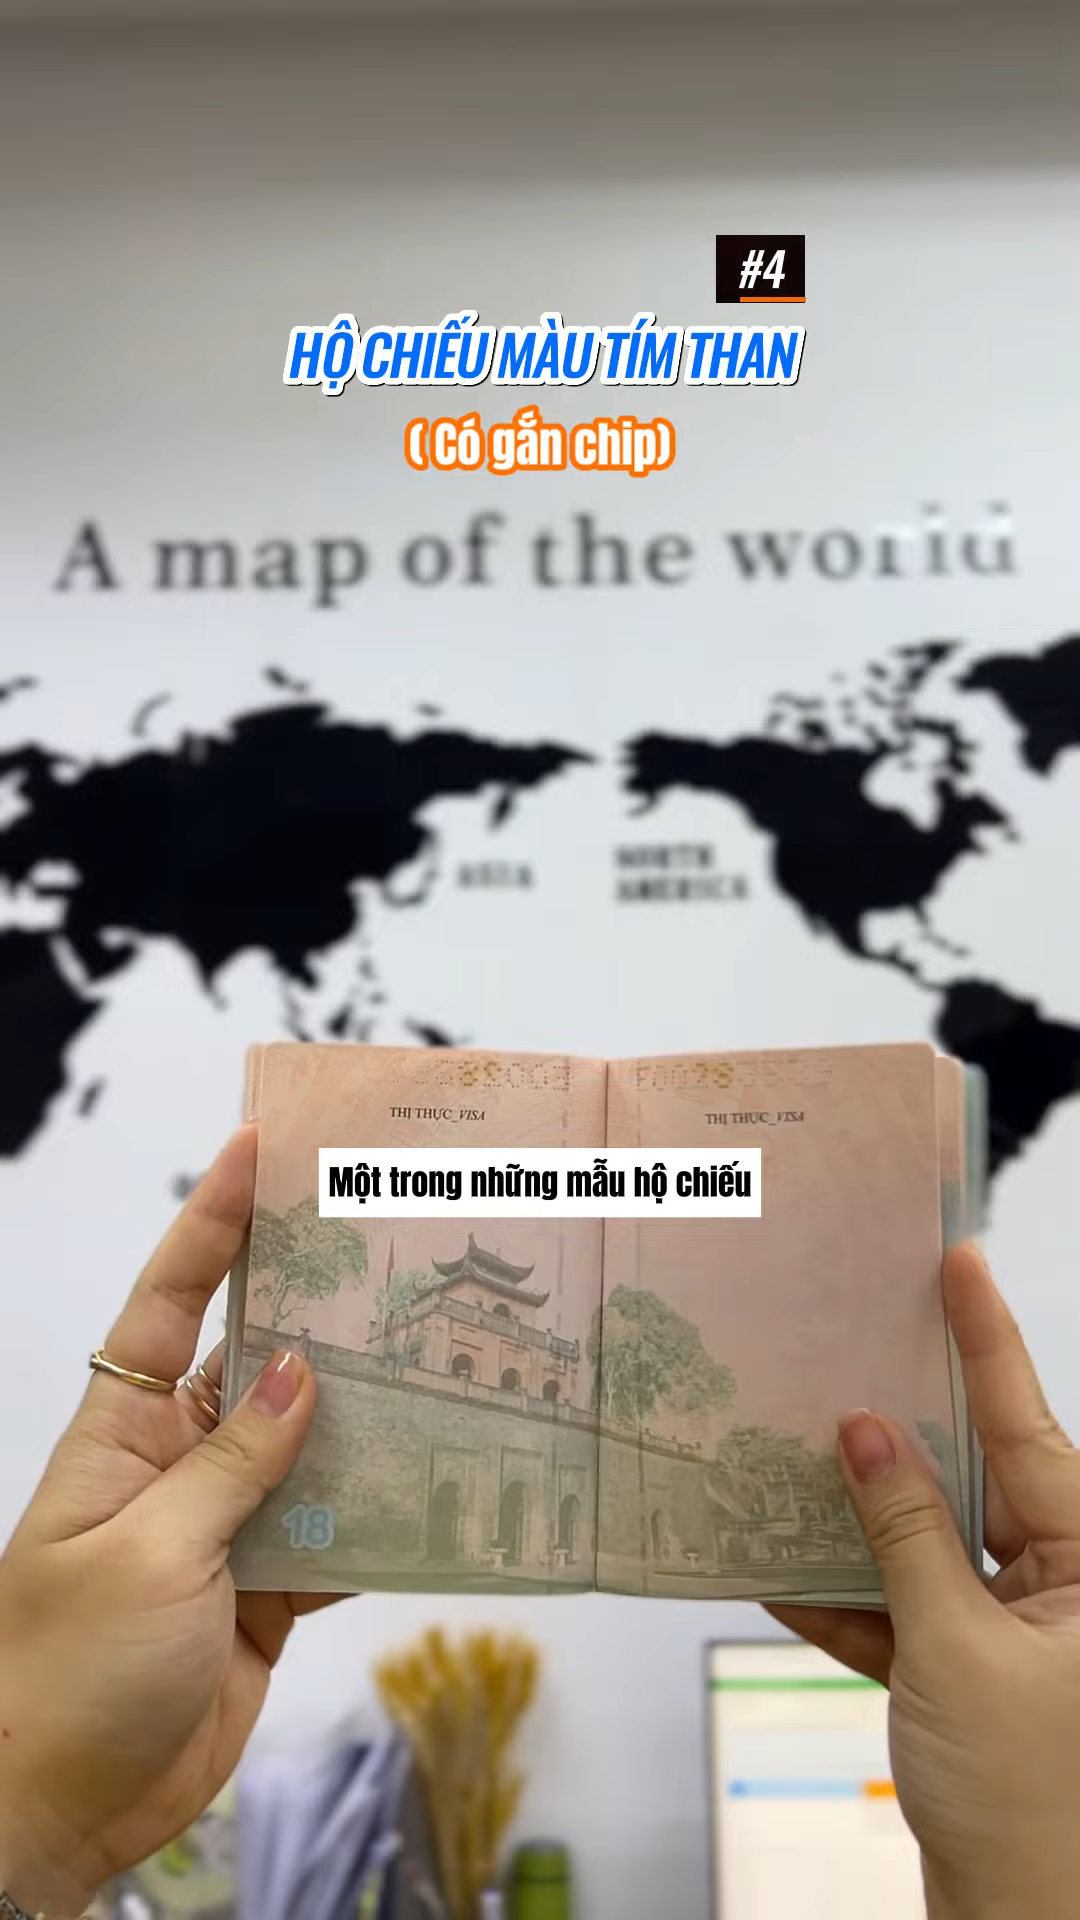 #4
HỘ CHIẾU MÀU TÍM THAN
( Có gắn chip)
A map of the world
ASIA
NORTH
AMERICA
THỊ THỰC_VISA
THỊ THỰC_VISA
Một trong những mẫu hộ chiếu
18